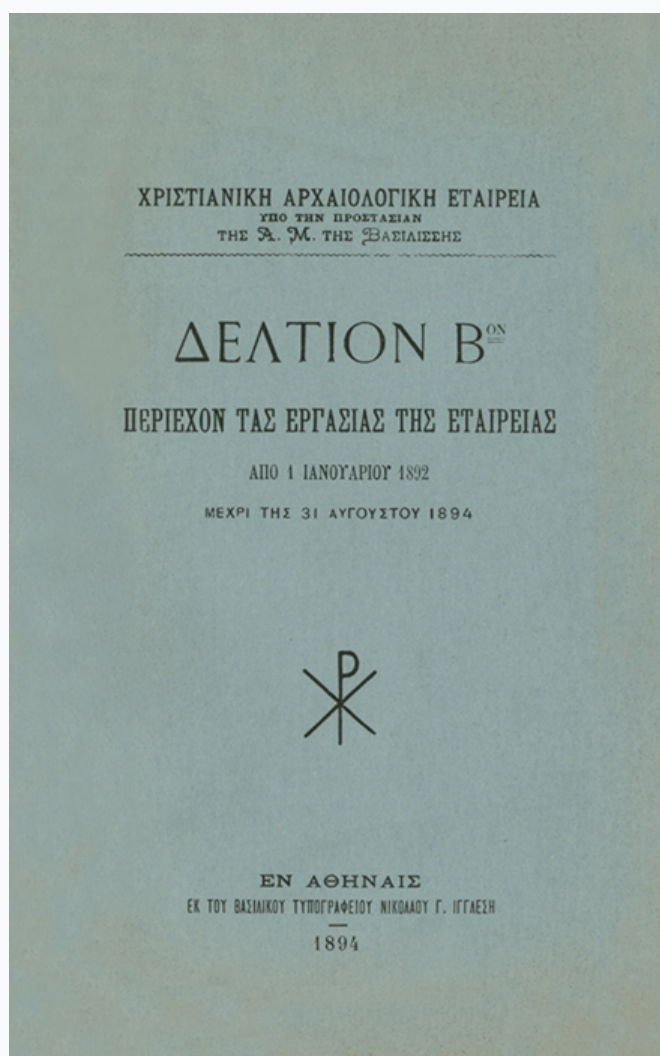 ΧΡΙΣΤΙΑΝΙΚΗ ΑΡΧΑΙΟΛΟΓΙΚΗ ΕΤΑΙΡΕΙΑ
ΥΠΟ ΤΗΝ ΠΡΟΣΤΑΣΙΑΝ
ΤΗΣ Α. Μ. ΤΗΣ ΒΑΣΙΛΙΣΣΗΣ
ΔΕΛΤΙΟΝ Β^ΟΝ
ΠΕΡΙΕΧΟΝ ΤΑΣ ΕΡΓΑΣΙΑΣ ΤΗΣ ΕΤΑΙΡΕΙΑΣ
ΑΠΟ 1 ΙΑΝΟΥΑΡΙΟΥ 1892
ΜΕΧΡΙ ΤΗΣ 31 ΑΥΓΟΥΣΤΟΥ 1894
ΕΝ ΑΘΗΝΑΙΣ
ΕΚ ΤΟΥ ΒΑΣΙΛΙΚΟΥ ΤΥΠΟΓΡΑΦΕΙΟΥ ΝΙΚΟΛΑΟΥ Γ. ΙΓΓΛΕΣΗ
1894